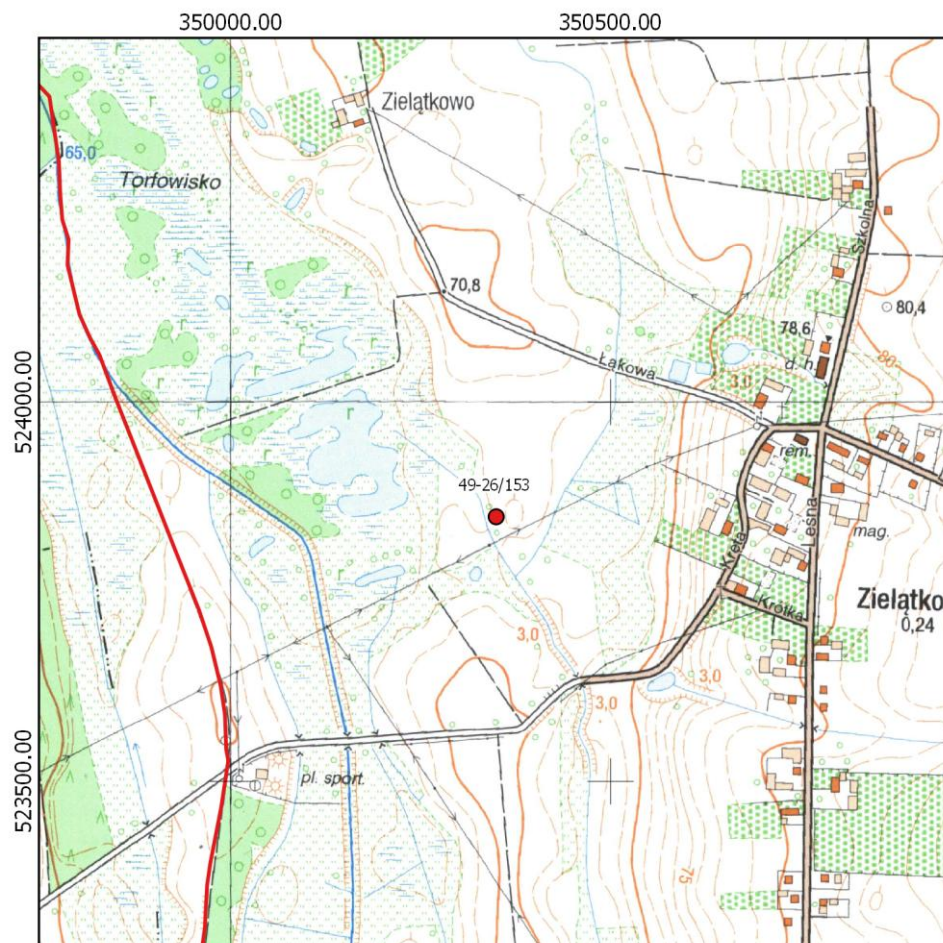 350000.00
350500.00
524000.00
523500.00
Zielątkowo
65,0
r
Torfowisko
r
r
r
70,8
Szkolna
80,4
78,6
d. h.
80
Łąkowa
3,0
r
r
r
rem.
49-26/153
Leśna
mag.
Kręta
r
Krótka
Zielątko
0,24
3,0
3,0
3,0
3,0
pl. sport.
75